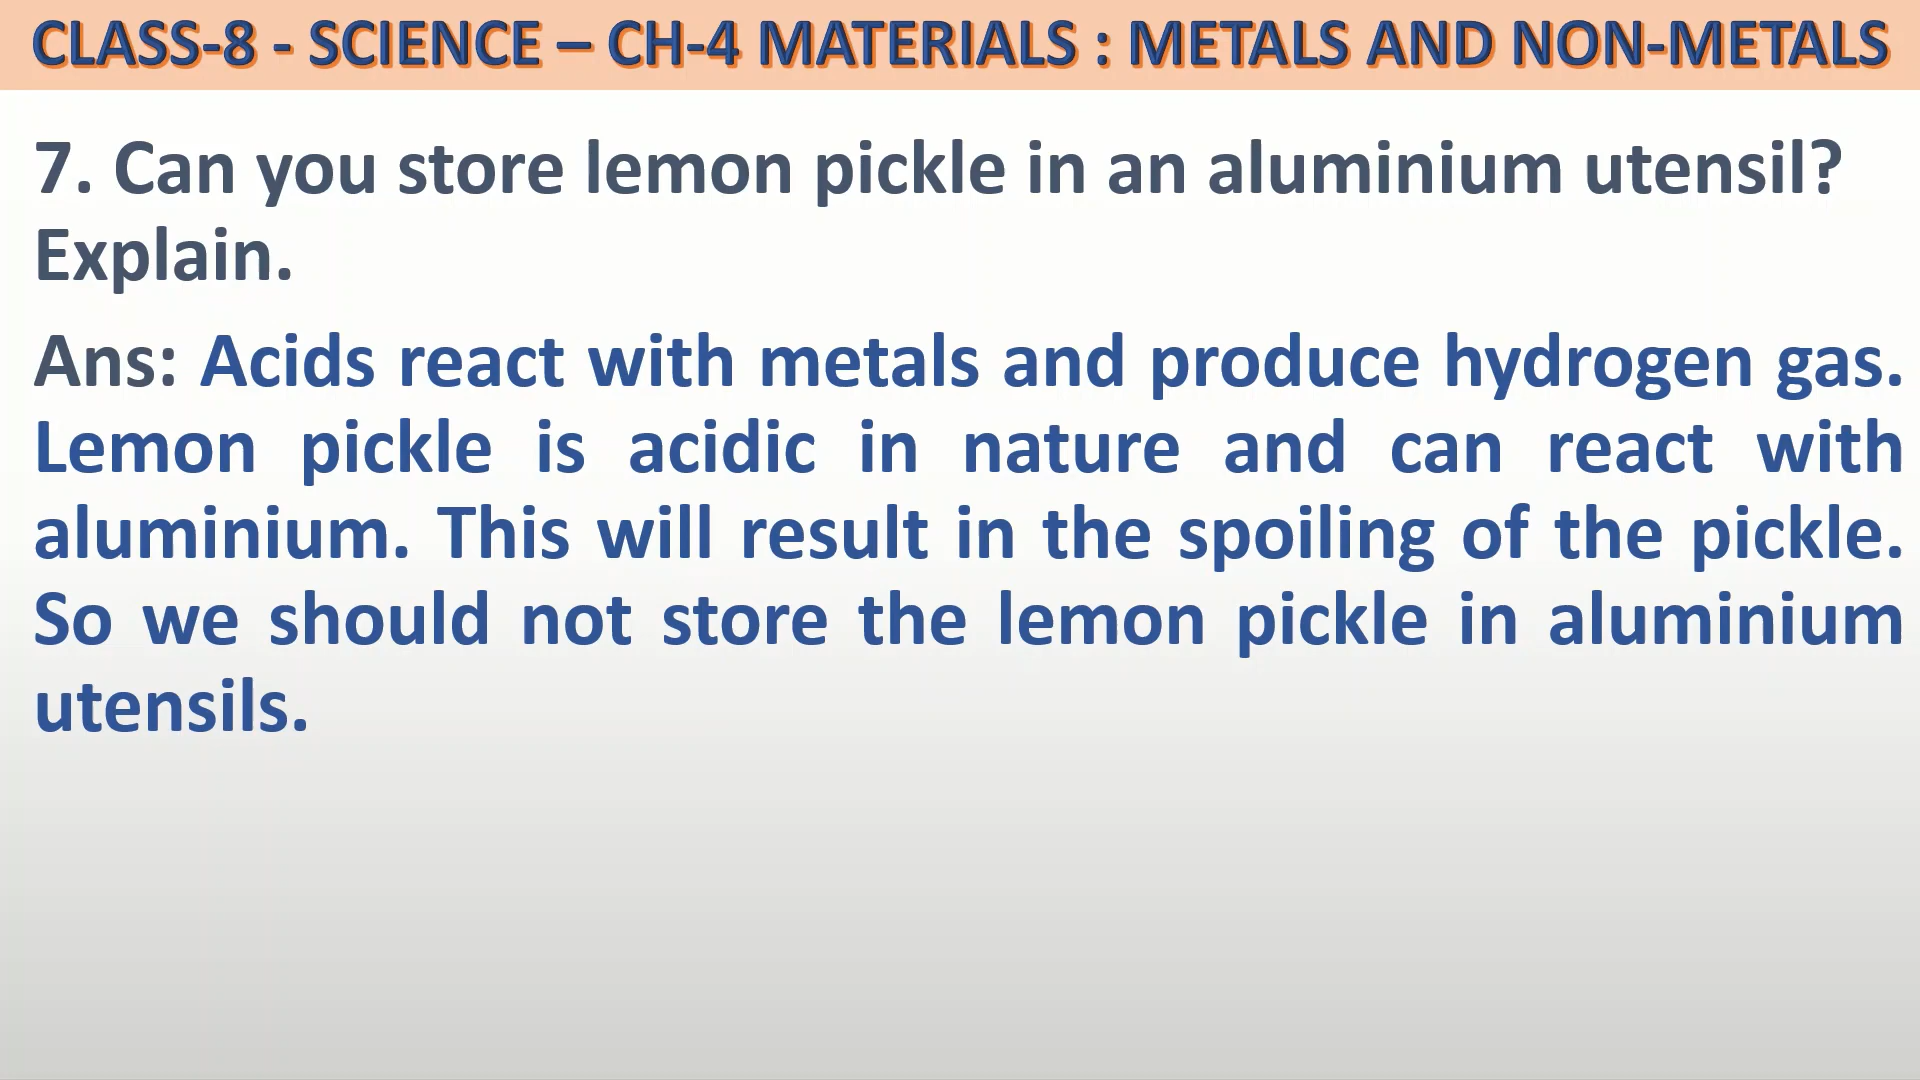 CLASS-8 - SCIENCE – CH-4 MATERIALS : METALS AND NON-METALS
7. Can you store lemon pickle in an aluminium utensil?
Explain.
Ans: Acids react with metals and produce hydrogen gas.
Lemon pickle is acidic in nature and can react with
aluminium. This will result in the spoiling of the pickle.
So we should not store the lemon pickle in aluminium
utensils.